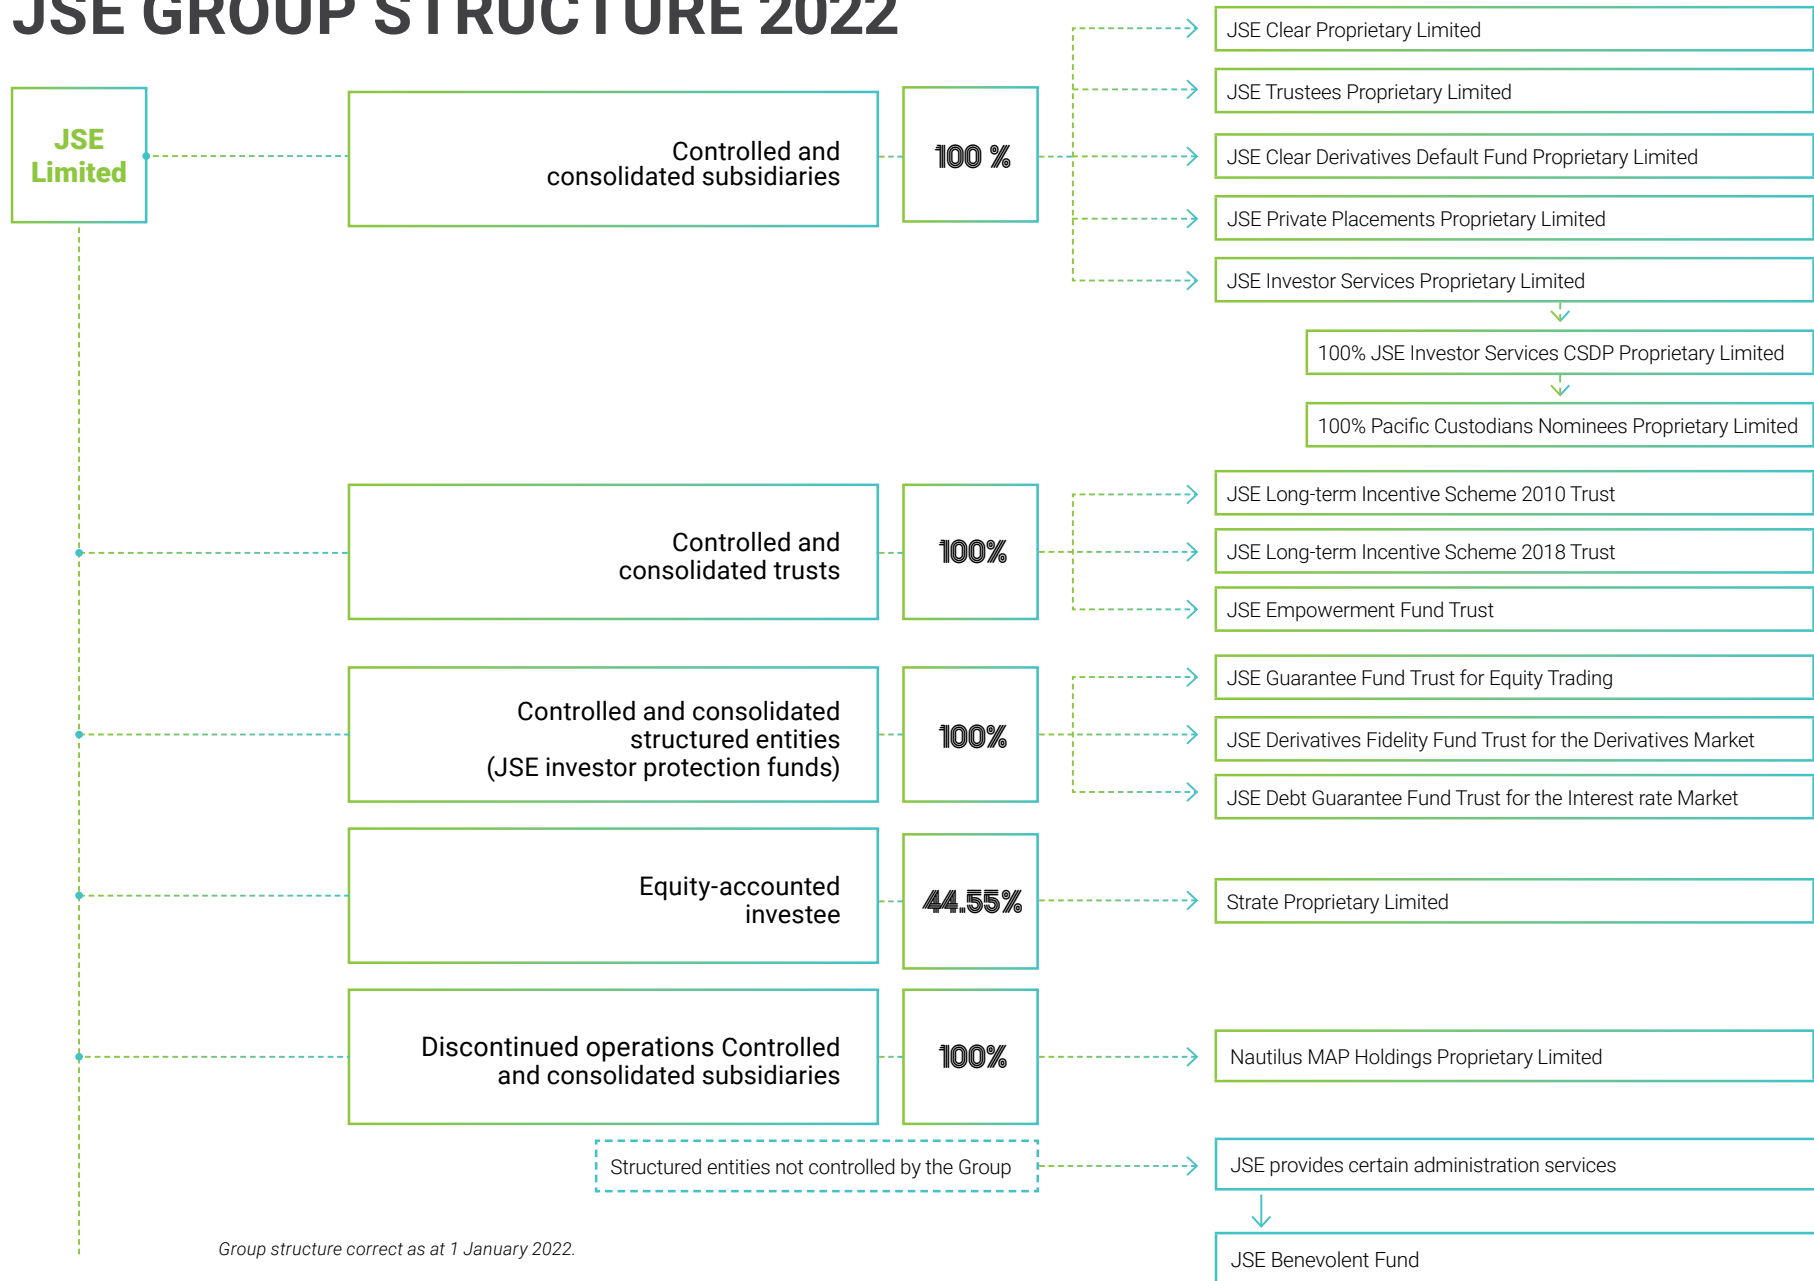 JSE GROUP STRUCTURE 2022
JSE
Limited
Controlled and
consolidated subsidiaries
100 %
JSE Clear Proprietary Limited
JSE Trustees Proprietary Limited
JSE Clear Derivatives Default Fund Proprietary Limited
JSE Private Placements Proprietary Limited
JSE Investor Services Proprietary Limited
100% JSE Investor Services CSDP Proprietary Limited
100% Pacific Custodians Nominees Proprietary Limited
Controlled and
consolidated trusts
100%
JSE Long-term Incentive Scheme 2010 Trust
JSE Long-term Incentive Scheme 2018 Trust
JSE Empowerment Fund Trust
Controlled and consolidated
structured entities
(JSE investor protection funds)
100%
JSE Guarantee Fund Trust for Equity Trading
JSE Derivatives Fidelity Fund Trust for the Derivatives Market
JSE Debt Guarantee Fund Trust for the Interest rate Market
Equity-accounted
investee
44.55%
Strate Proprietary Limited
Discontinued operations Controlled
and consolidated subsidiaries
100%
Nautilus MAP Holdings Proprietary Limited
Structured entities not controlled by the Group
JSE provides certain administration services
JSE Benevolent Fund
Group structure correct as at 1 January 2022.